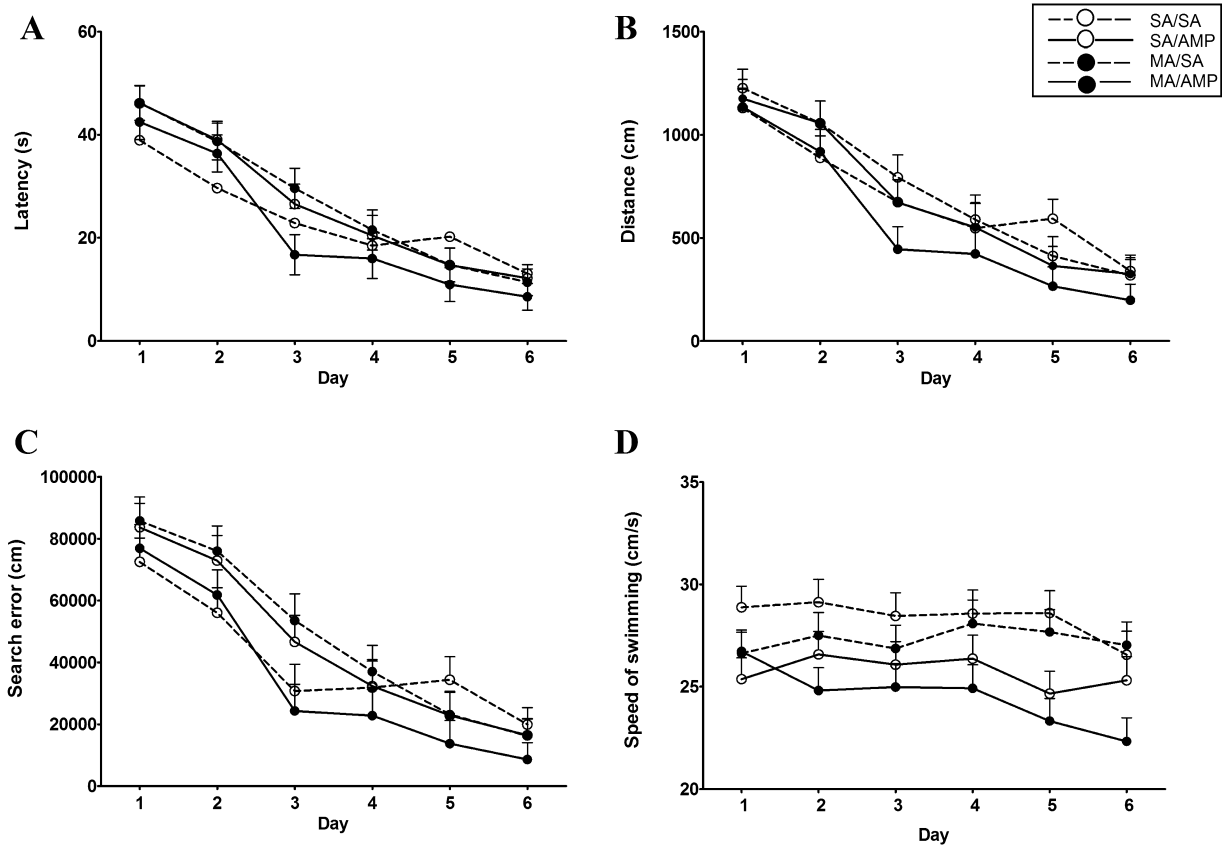 A
60
40
20
0
Latency (s)
1 2 3 4 5 6
Day
B
1500
1000
500
0
Distance (cm)
1 2 3 4 5 6
Day
SA/SA
SA/AMP
MA/SA
MA/AMP
C
100000
80000
60000
40000
20000
0
Search error (cm)
1 2 3 4 5 6
Day
D
35
30
25
20
Speed of swimming (cm/s)
1 2 3 4 5 6
Day